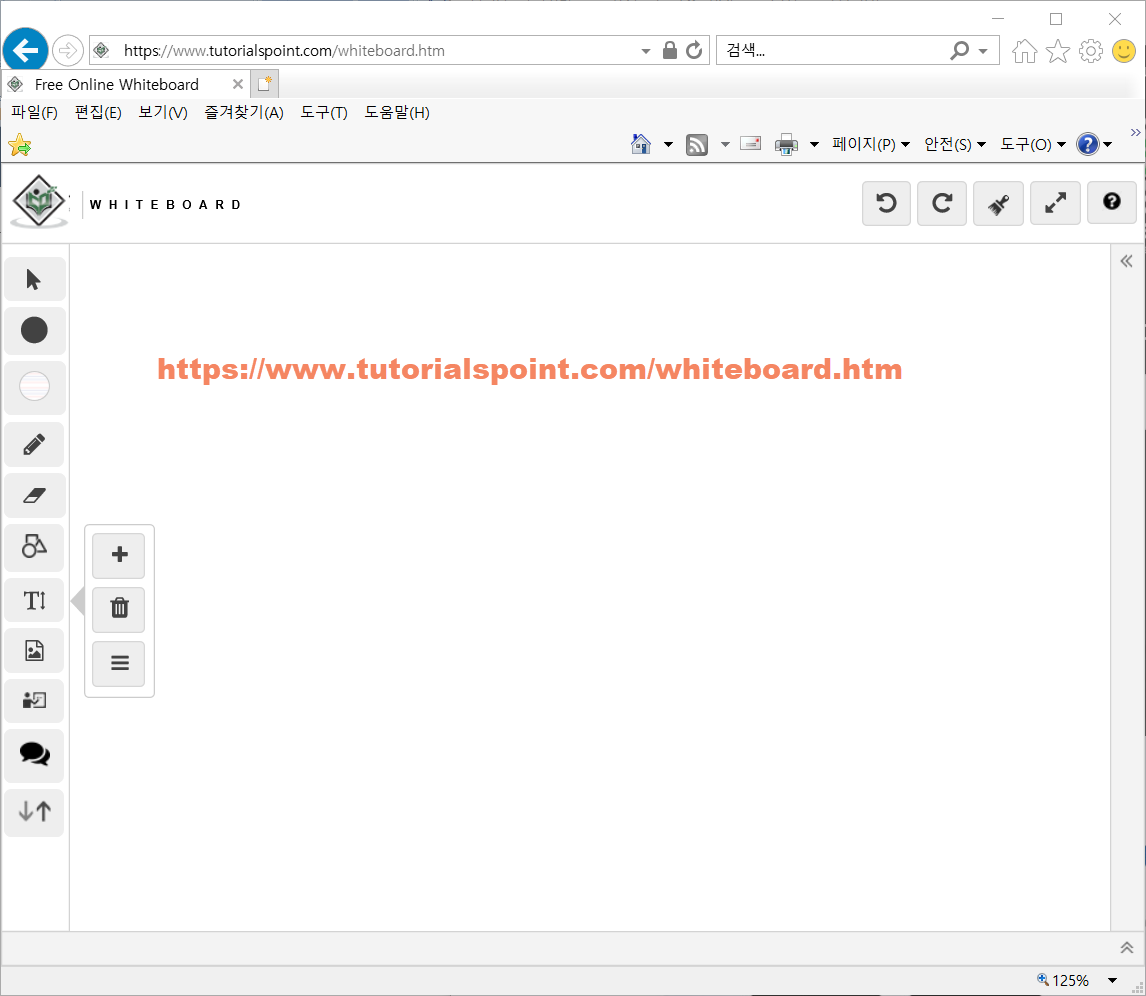 https://www.tutorialspoint.com/whiteboard.htm
검색...
Free Online Whiteboard
파일(F) 편집(E) 보기(V) 즐겨찾기(A) 도구(T) 도움말(H)
페이지(P) 안전(S) 도구(O)
WHITEBOARD
https://www.tutorialspoint.com/whiteboard.htm
125%